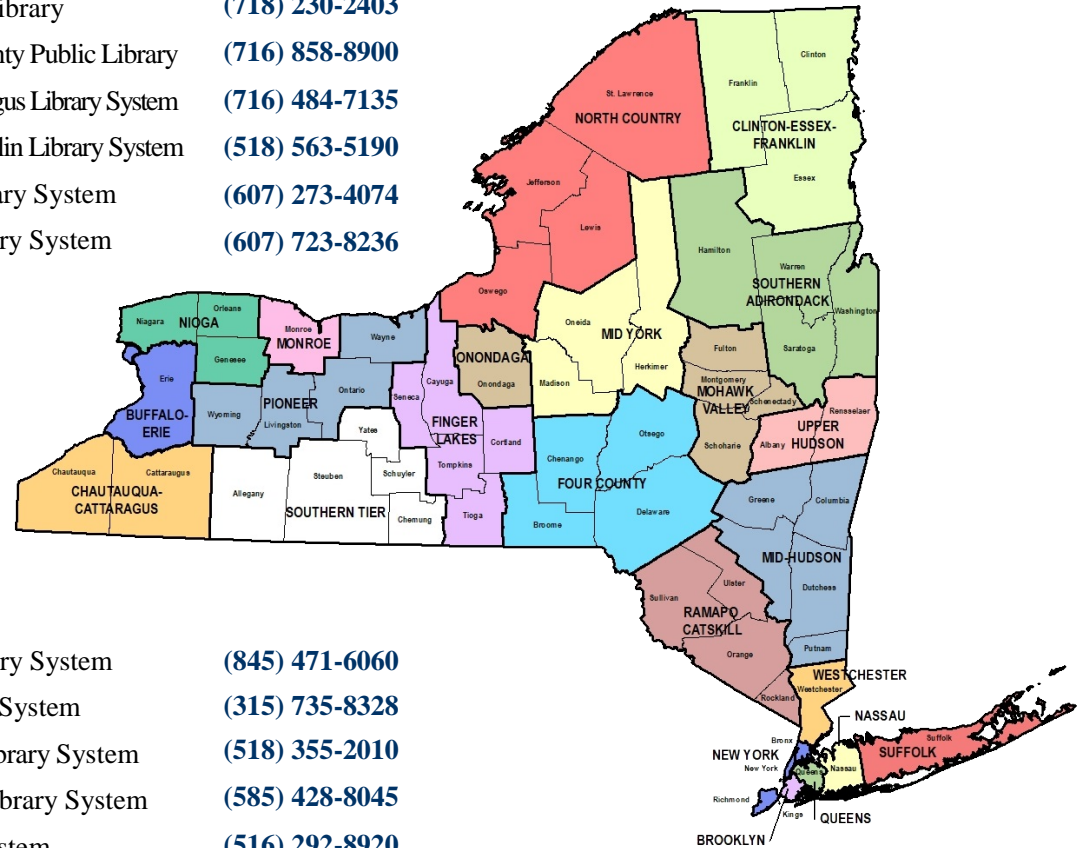 ibrary (718) 230-2403
nty Public Library (716) 858-8900
gus Library System (716) 484-7135
lin Library System (518) 563-5190
ary System (607) 273-4074
ry System (607) 723-8236
ry System (845) 471-6060
System (315) 735-8328
ibrary System (518) 355-2010
ibrary System (585) 428-8045
stem (516) 292-8920
Clinton
Franklin
St. Lawrence
NORTH COUNTRY
CLINTON-ESSEX-
FRANKLIN
Essex
Jefferson
Lewis
Hamilton
Warren
SOUTHERN
ADIRONDACK
Washington
Saratoga
Oswego
Oneida
MID YORK
Herkimer
Madison
Niagara
Orleans
NIOGA
Genesee
Monroe
MONROE
Wayne
ONONDAGA
Onondaga
Fulton
Montgomery
MOHAWK
VALLEY
Schenectady
Schoharie
Rensselaer
UPPER
HUDSON
Albany
Erie
BUFFALO-
ERIE
Wyoming
PIONEER
Livingston
Ontario
Yates
Seneca
Cayuga
FINGER
LAKES
Cortland
Tompkins
Tioga
Otsego
Chenango
FOUR COUNTY
Broome
Delaware
Chautauqua
Cattaraugus
CHAUTAUQUA-
CATTARAGUS
Allegany
Steuben
Schuyler
SOUTHERN TIER
Chemung
Greene
Columbia
MID-HUDSON
Dutchess
Putnam
Ulster
Sullivan
RAMAPO
CATSKILL
Orange
Rockland
WESTCHESTER
Westchester
NASSAU
Bronx
NEW YORK
New York
Queens
Nassau
Suffolk
SUFFOLK
Richmond
Kings
QUEENS
BROOKLYN